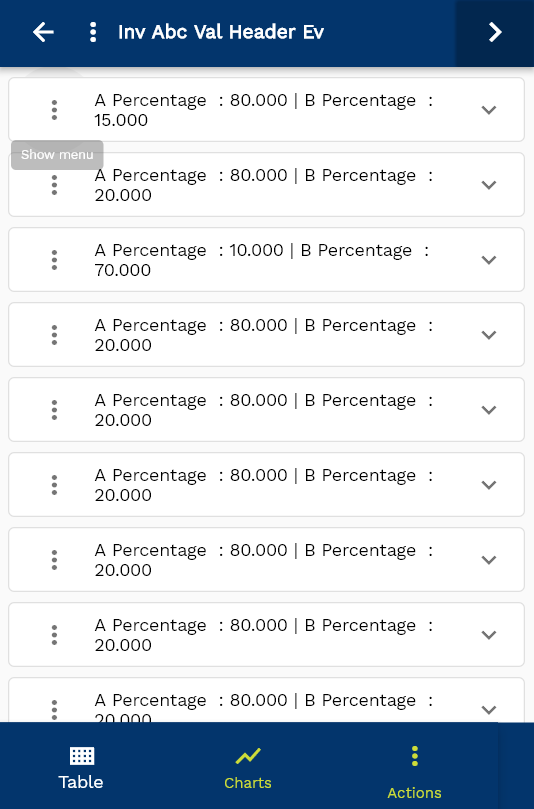 Inv Abc Val Header Ev
A Percentage : 80.000 | B Percentage :
15.000
Show menu
A Percentage : 80.000 | B Percentage :
20.000
A Percentage : 10.000 | B Percentage :
70.000
A Percentage : 80.000 | B Percentage :
20.000
A Percentage : 80.000 | B Percentage :
20.000
A Percentage : 80.000 | B Percentage :
20.000
A Percentage : 80.000 | B Percentage :
20.000
A Percentage : 80.000 | B Percentage :
20.000
A Percentage : 80.000 | B Percentage :
20.000
Table
Charts
Actions